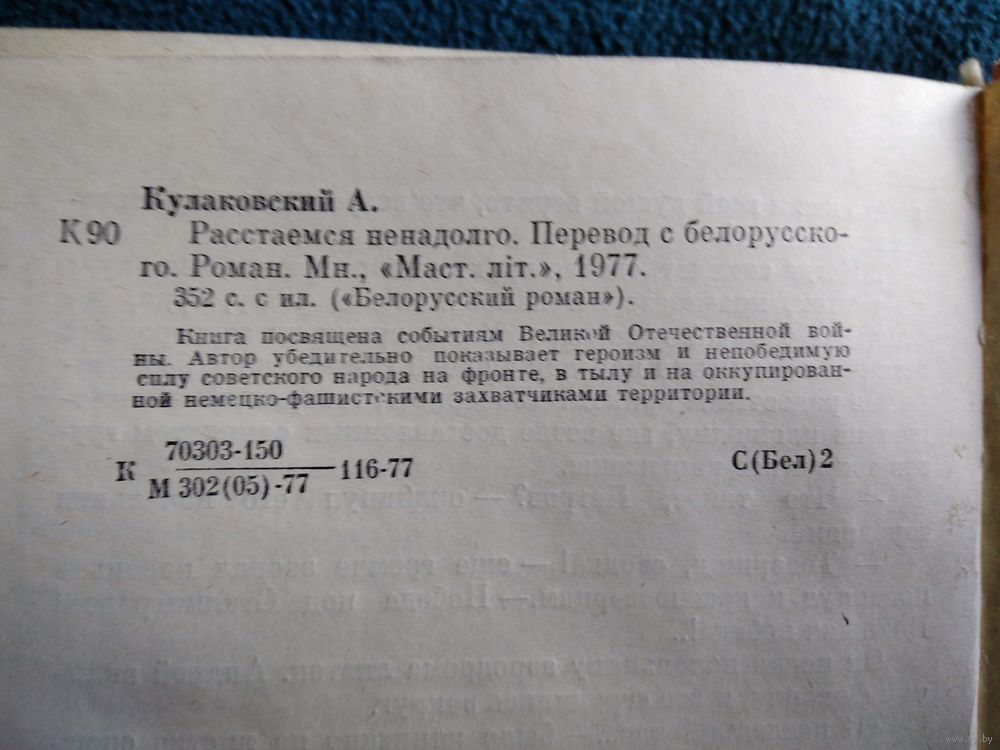 Кулаковский А.
К 90 Расстаемся ненадолго. Перевод с белорусско-
го. Роман. Мн., «Маст. літ.», 1977.
352 с. с ил. («Белорусский роман»).
Книга посвящена событиям Великой Отечественной вой-
ны. Автор убедительно показывает героизм и непобедимую
силу советского народа на фронте, в тылу и на оккупирован-
ной немецко-фашистскими захватчиками территории.
70303-150
К 116-77
М 302(05)-77
С(Бел)2